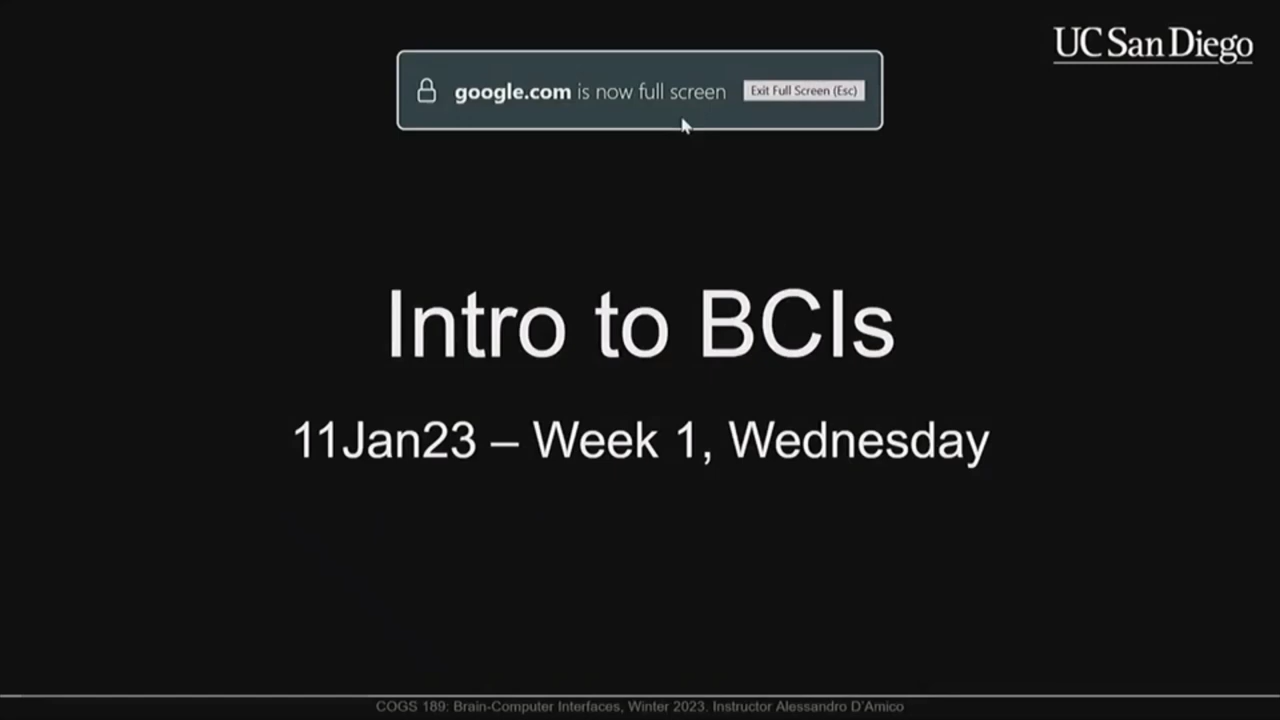 UC San Diego
google.com is now full screen Exit Full Screen (Esc)
Intro to BCIs
11Jan23 – Week 1, Wednesday
COGS 189: Brain-Computer Interfaces, Winter 2023. Instructor Alessandro D'Amico